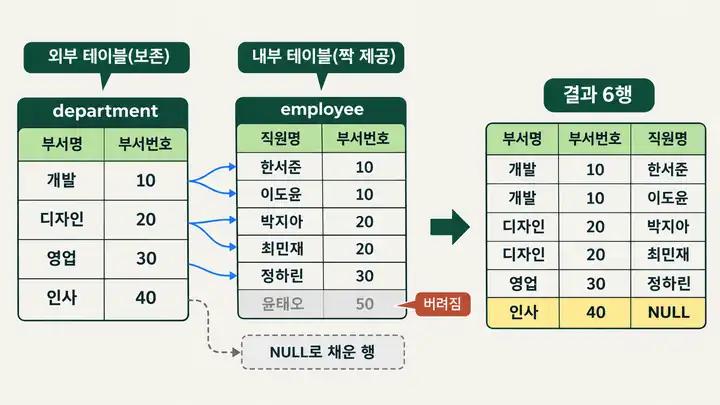 외부 테이블(보존)
department
부서명 부서번호
개발 10
디자인 20
영업 30
인사 40
내부 테이블(짝 제공)
employee
직원명 부서번호
한서준 10
이도윤 10
박지아 20
최민재 20
정하린 30
윤태오 50
버려짐
NULL로 채운 행
결과 6행
부서명 부서번호 직원명
개발 10 한서준
개발 10 이도윤
디자인 20 박지아
디자인 20 최민재
영업 30 정하린
인사 40 NULL